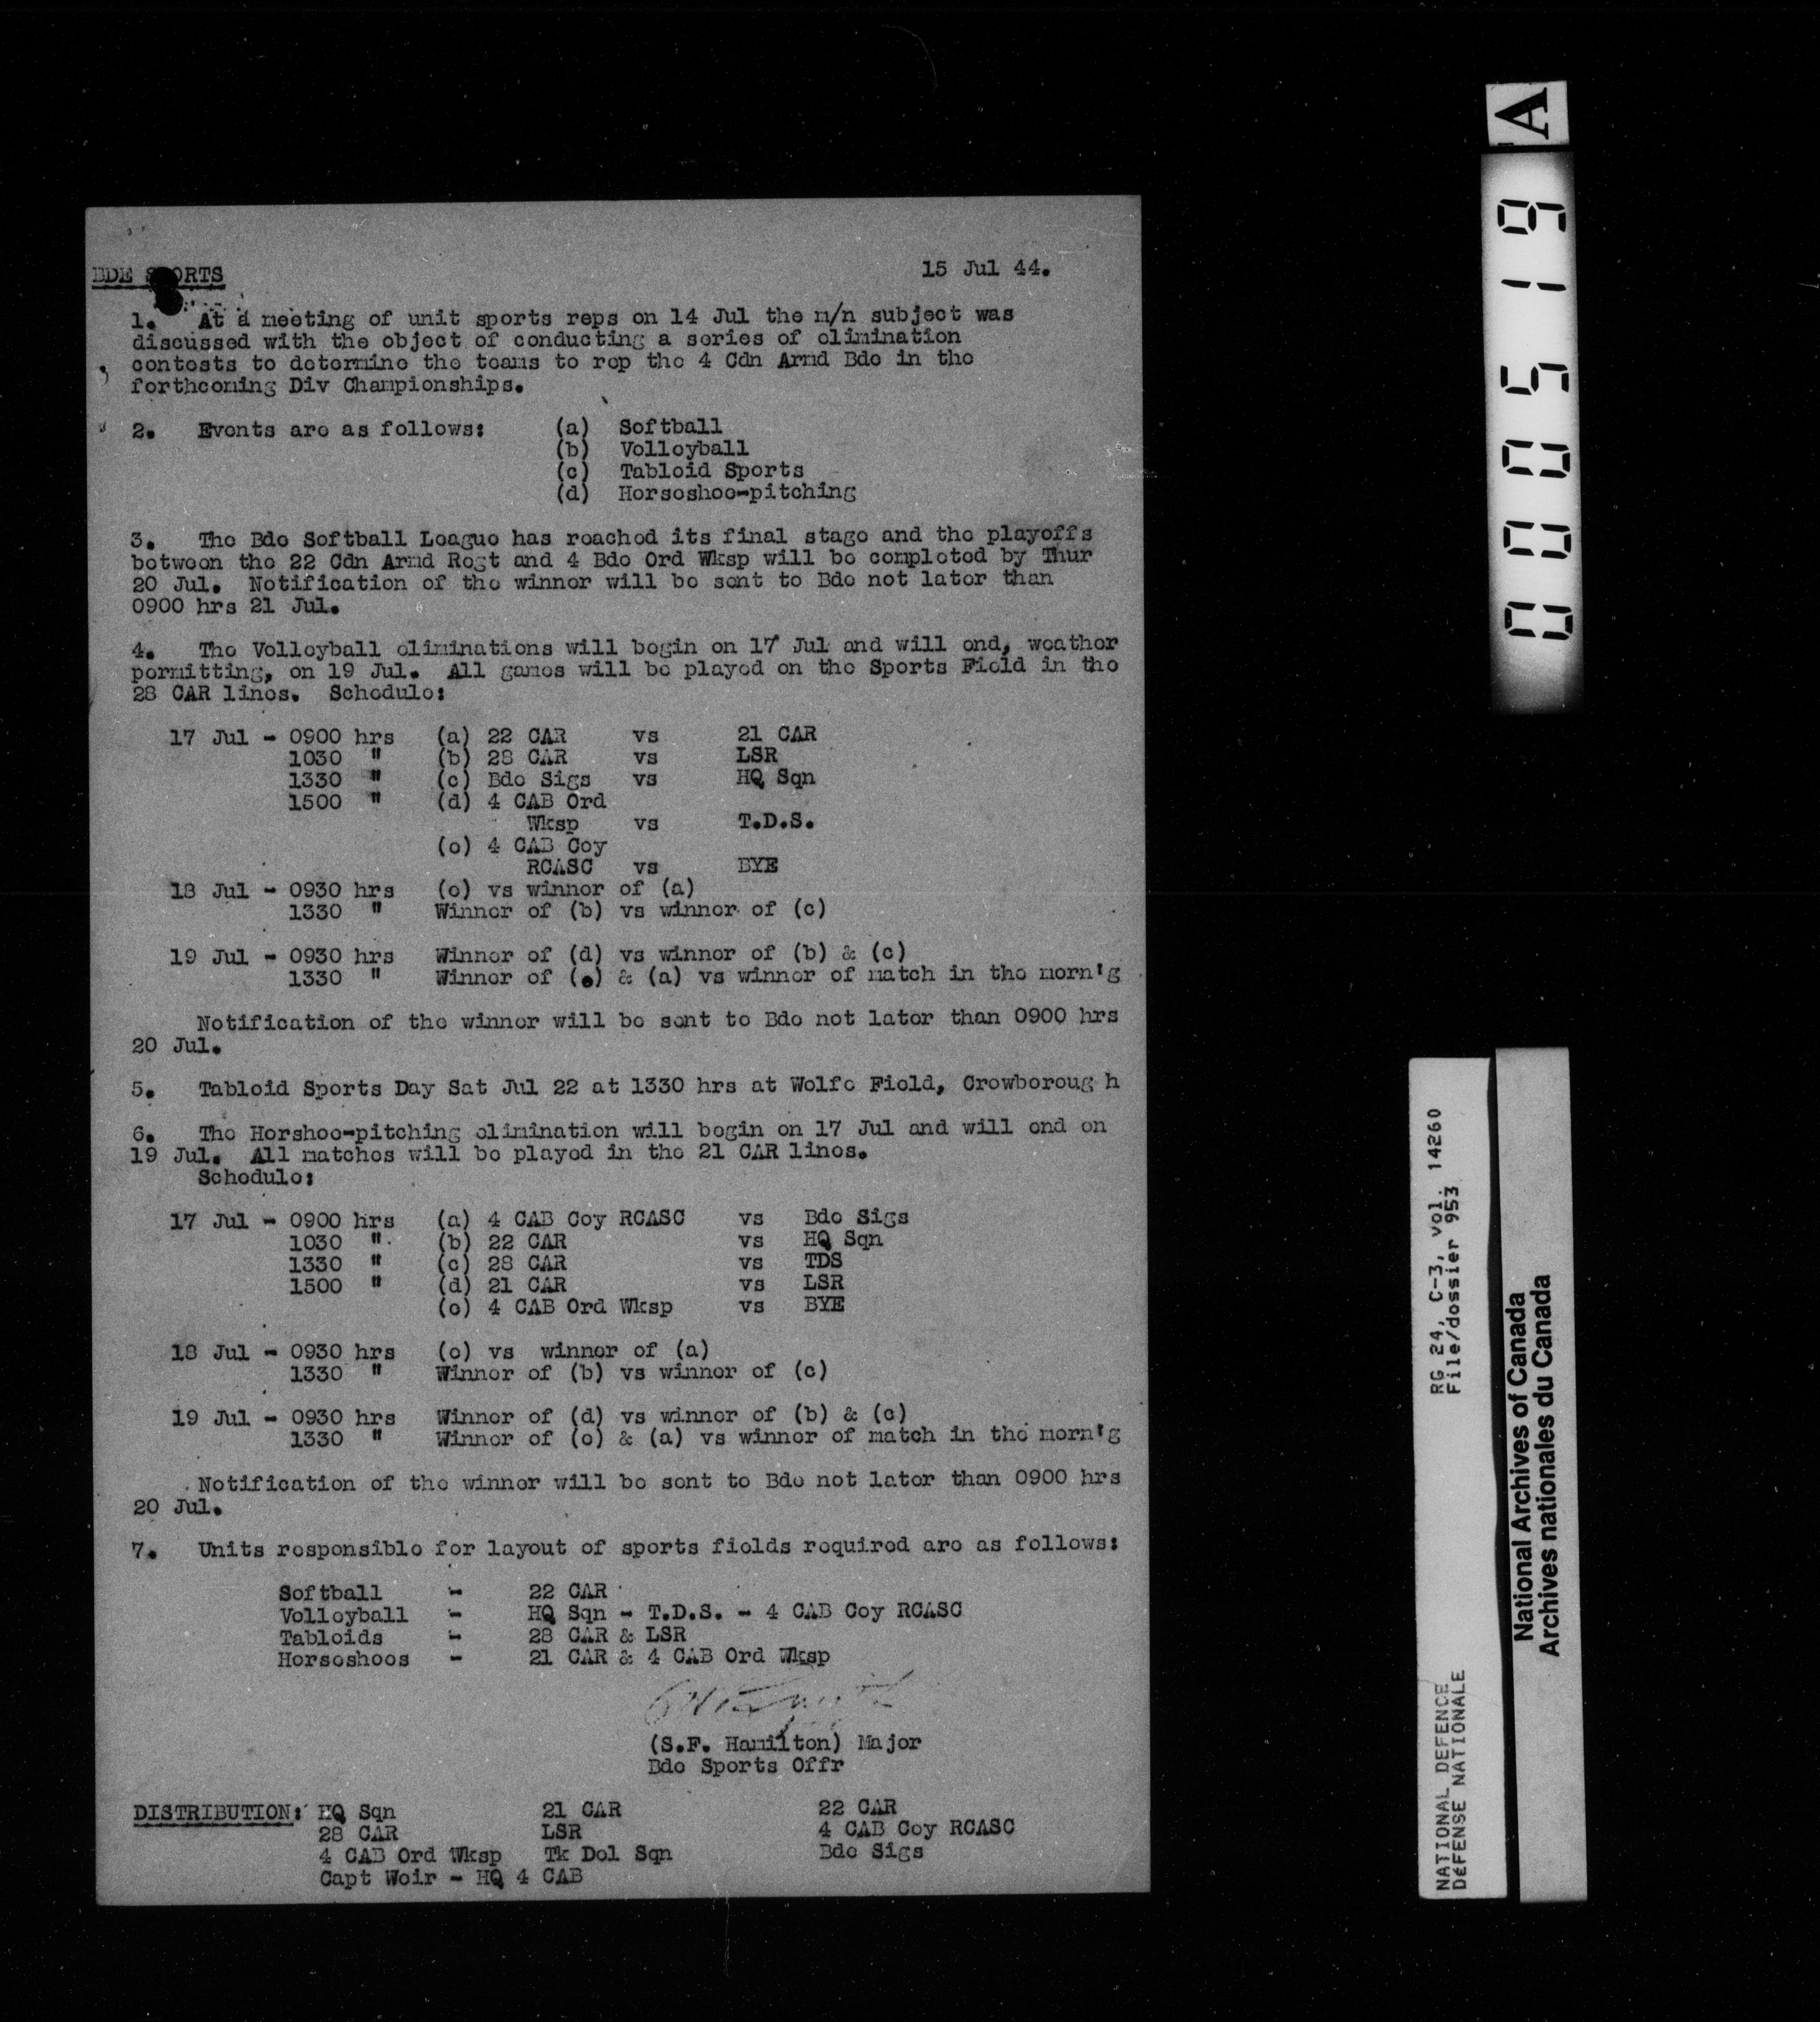 BDE SPORTS 15 Jul 44.
1. At a meeting of unit sports reps on 14 Jul the m/n subject was
discussed with the object of conducting a series of elimination
contests to determine the teams to rep the 4 Cdn Armd Bde in the
forthcoming Div Championships.
2. Events are as follows: (a) Softball
(b) Volleyball
(c) Tabloid Sports
(d) Horseshoe-pitching
3. The Bde Softball League has reached its final stage and the playoffs
between the 22 Cdn Armd Regt and 4 Bde Ord Wksp will be completed by Thur
20 Jul. Notification of the winner will be sent to Bde not later than
0900 hrs 21 Jul.
4. The Volleyball eliminations will begin on 17 Jul and will end, weather
permitting, on 19 Jul. All games will be played on the Sports Field in the
28 CAR lines. Schedule:
17 Jul - 0900 hrs (a) 22 CAR vs 21 CAR
1030 " (b) 28 CAR vs LSR
1330 " (c) Bde Sigs vs HQ Sqn
1500 " (d) 4 CAB Ord
Wksp vs T.D.S.
(e) 4 CAB Coy
RCASC vs BYE
18 Jul - 0930 hrs (e) vs winner of (a)
1330 " Winner of (b) vs winner of (c)
19 Jul - 0930 hrs Winner of (d) vs winner of (b) & (c)
1330 " Winner of (e) & (a) vs winner of match in the morn'g
Notification of the winner will be sent to Bde not later than 0900 hrs
20 Jul.
5. Tabloid Sports Day Sat Jul 22 at 1330 hrs at Wolfe Field, Crowboroug h
6. The Horshoe-pitching elimination will begin on 17 Jul and will end on
19 Jul. All matches will be played in the 21 CAR lines.
Schedule:
17 Jul - 0900 hrs (a) 4 CAB Coy RCASC vs Bde Sigs
1030 " (b) 22 CAR vs HQ Sqn
1330 " (c) 28 CAR vs TDS
1500 " (d) 21 CAR vs LSR
(e) 4 CAB Ord Wksp vs BYE
18 Jul - 0930 hrs (e) vs winner of (a)
1330 " Winner of (b) vs winner of (c)
19 Jul - 0930 hrs Winner of (d) vs winner of (b) & (c)
1330 " Winner of (e) & (a) vs winner of match in the morn'g
Notification of the winner will be sent to Bde not later than 0900 hrs
20 Jul.
7. Units responsible for layout of sports fields required are as follows:
Softball - 22 CAR
Volleyball - HQ Sqn - T.D.S. - 4 CAB Coy RCASC
Tabloids - 28 CAR & LSR
Horseshoes - 21 CAR & 4 CAB Ord Wksp
(S.F. Hamilton) Major
Bde Sports Offr
DISTRIBUTION: HQ Sqn 21 CAR 22 CAR
28 CAR LSR 4 CAB Coy RCASC
4 CAB Ord Wksp Tk Del Sqn Bde Sigs
Capt Weir - HQ 4 CAB
000519 A
NATIONAL DEFENCE RG 24, C-3, vol. 14260
DéFENSE NATIONALE File/dossier 953
National Archives of Canada
Archives nationales du Canada